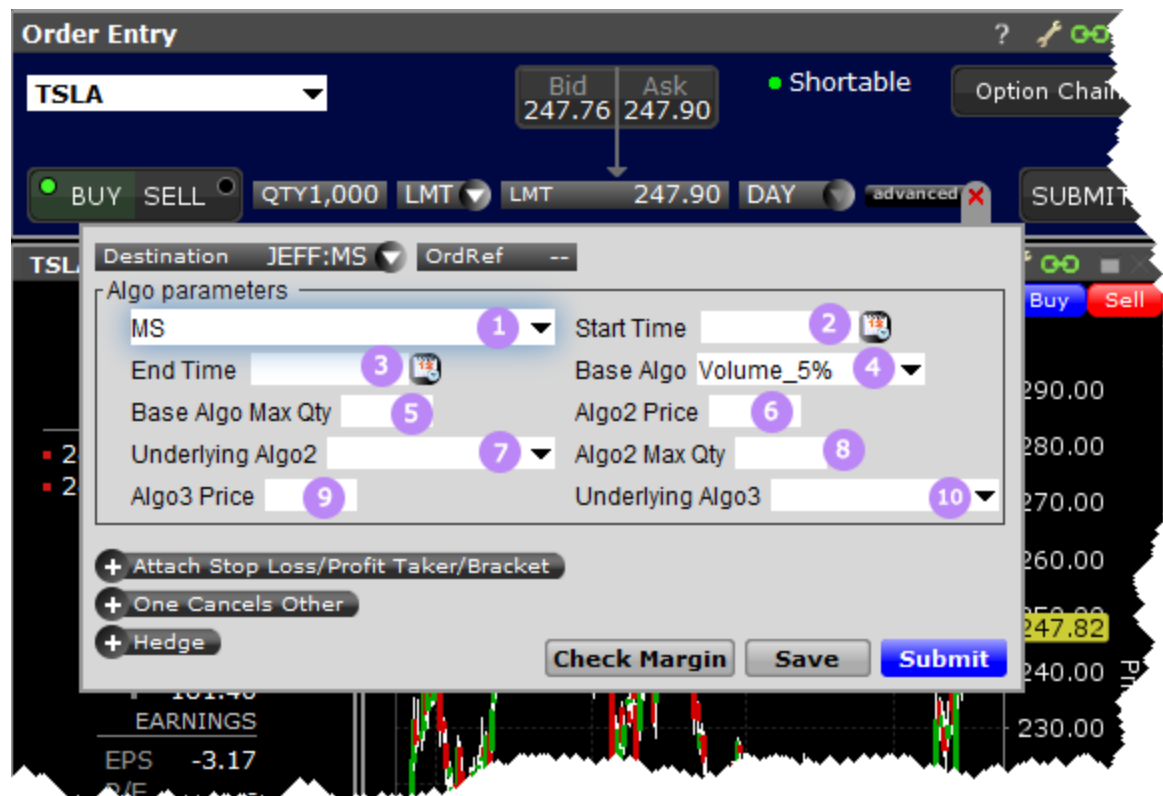 Order Entry ?
TSLA Bid Ask Shortable Option Chain
247.76 247.90
BUY SELL QTY1,000 LMT LMT 247.90 DAY advanced SUBMIT
TSL
Destination JEFF:MS OrdRef --
Algo parameters
Buy Sell
MS 1 Start Time 2
End Time 3 Base Algo Volume_5% 4
290.00
Base Algo Max Qty 5 Algo2 Price 6
2 Underlying Algo2 7 Algo2 Max Qty 8 280.00
2 Algo3 Price 9 Underlying Algo3 10 270.00
+ Attach Stop Loss/Profit Taker/Bracket 260.00
+ One Cancels Other
247.82
+ Hedge
Check Margin Save Submit 240.00
EARNINGS 230.00
EPS -3.17
P/E